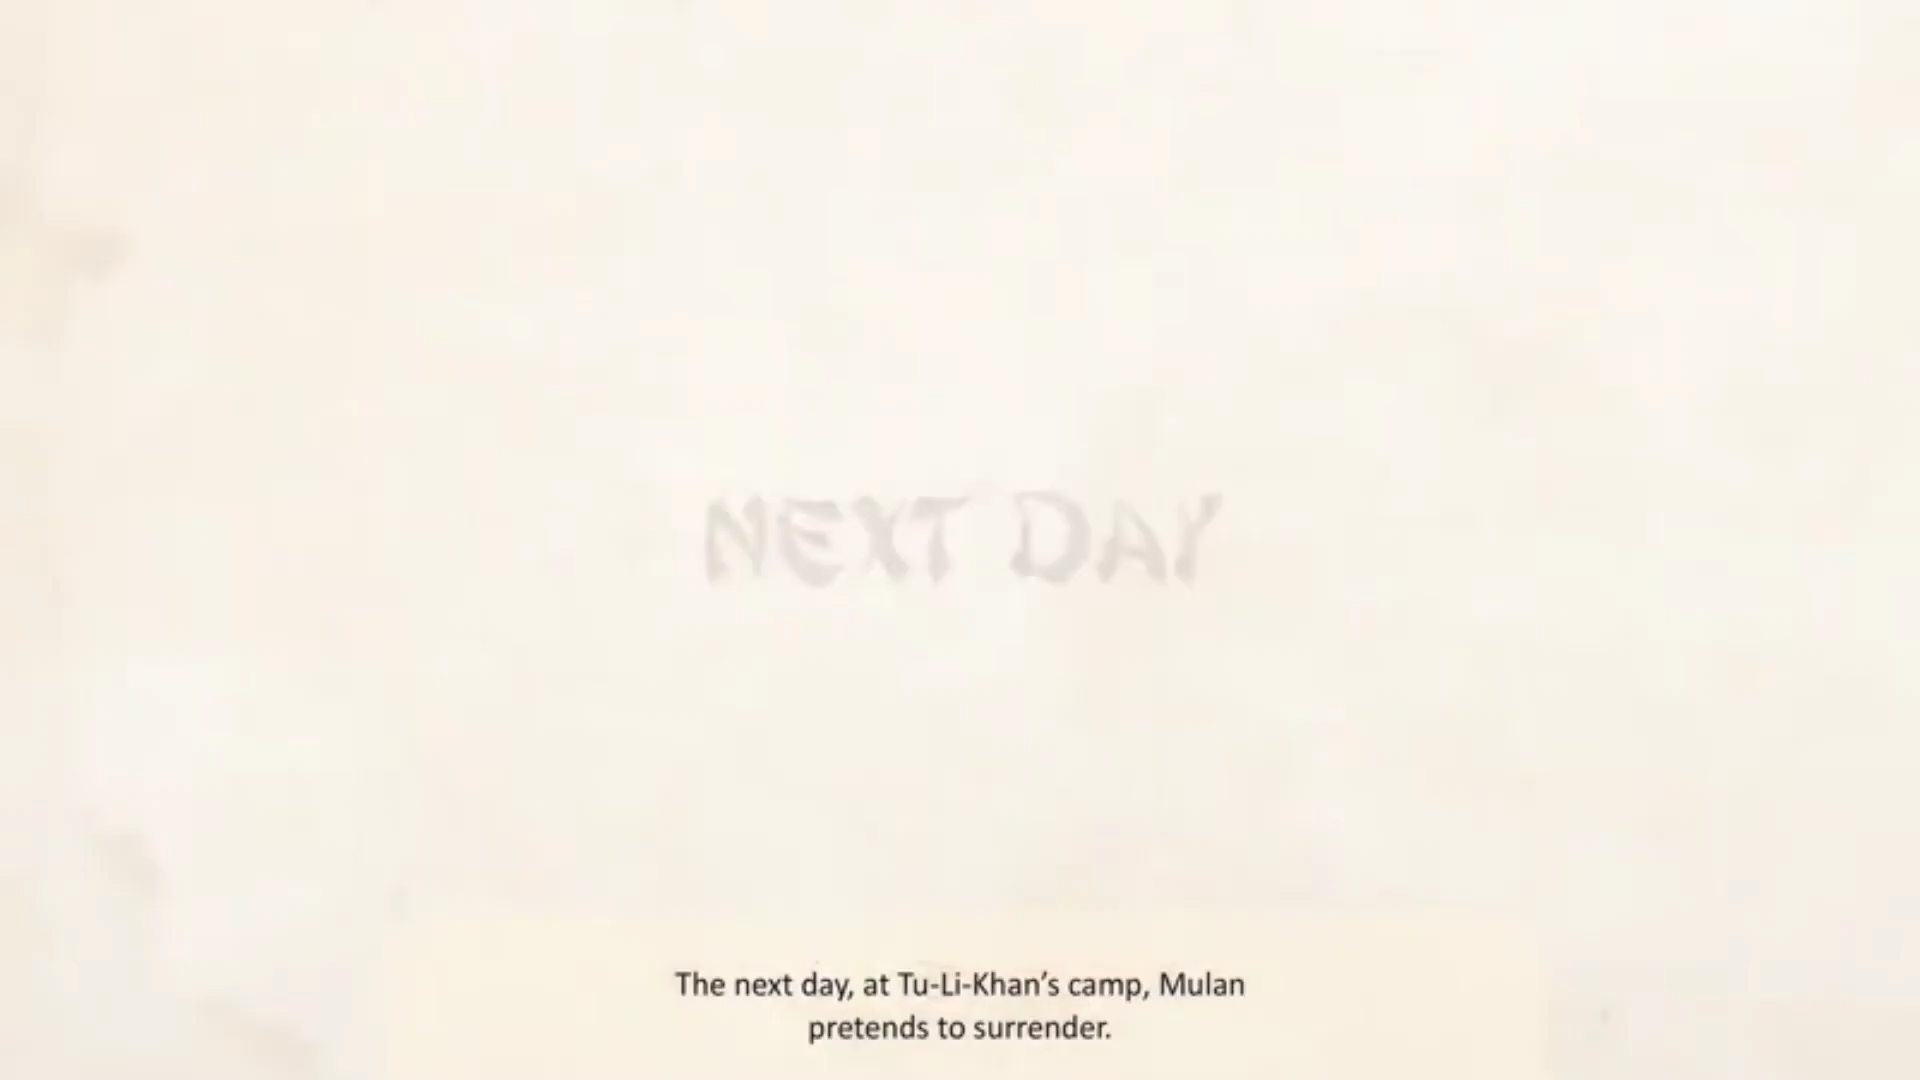 NEXT DAY
The next day, at Tu-Li-Khan’s camp, Mulan
pretends to surrender.